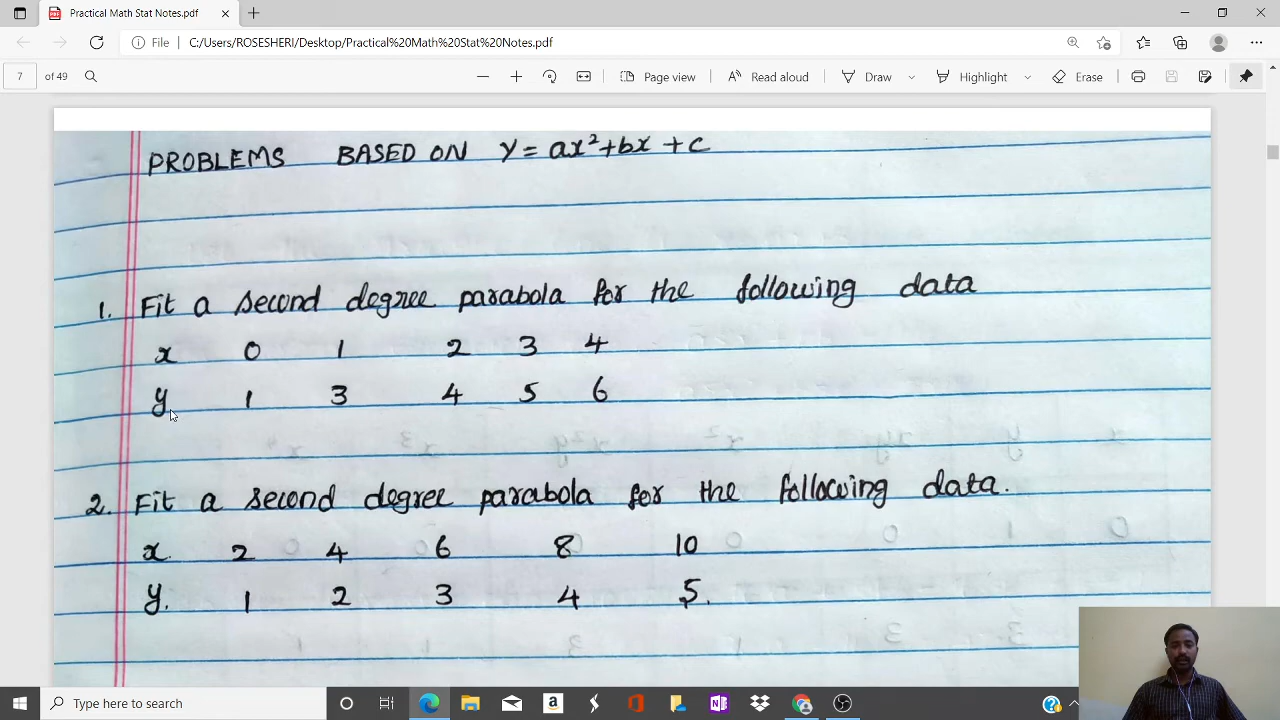 Practical Math Stat Notes.pdf
File C:/Users/ROSESHERI/Desktop/Practical%20Math%20Stat%20Notes.pdf
7 of 49 Page view Read aloud Draw Highlight Erase
PROBLEMS BASED ON Y = ax²+bx+c
1. Fit a second degree parabola for the following data
x 0 1 2 3 4
y 1 3 4 5 6
2. Fit a second degree parabola for the following data.
x 2 4 6 8 10
y. 1 2 3 4 5.
Type here to search